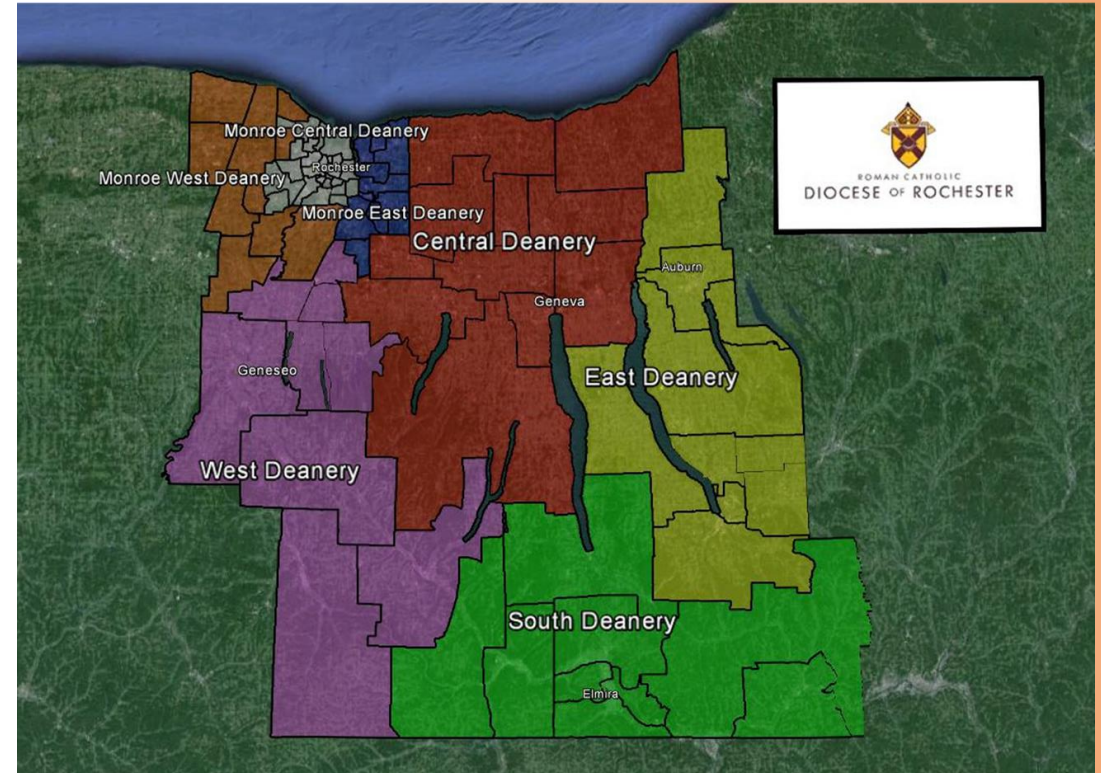 Monroe Central Deanery
Rochester
Monroe West Deanery
Monroe East Deanery
Central Deanery
ROMAN CATHOLIC
DIOCESE OF ROCHESTER
Auburn
Geneva
Geneseo
East Deanery
West Deanery
South Deanery
Elmira